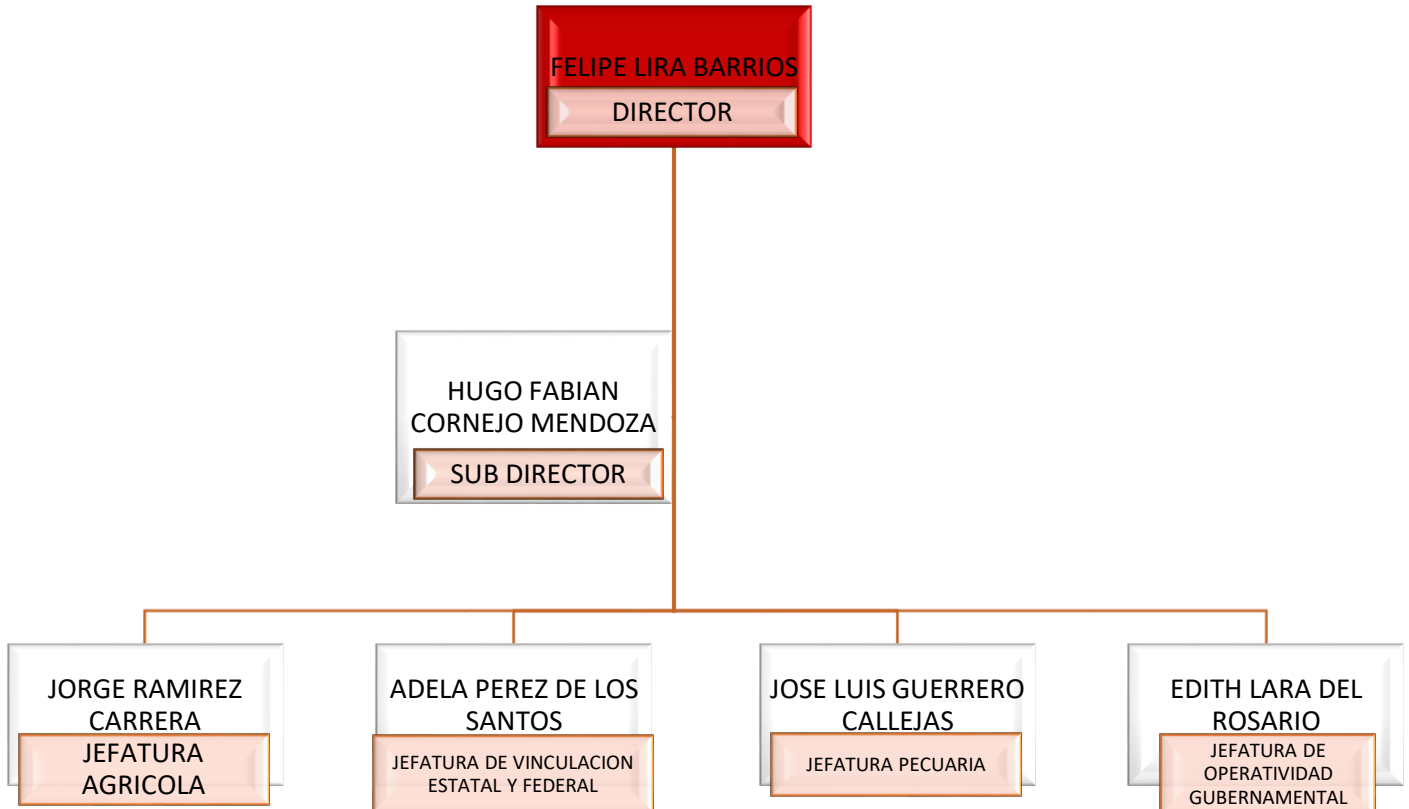 FELIPE LIRA BARRIOS
DIRECTOR
HUGO FABIAN
CORNEJO MENDOZA
SUB DIRECTOR
JORGE RAMIREZ
CARRERA
JEFATURA
AGRICOLA
ADELA PEREZ DE LOS
SANTOS
JEFATURA DE VINCULACION
ESTATAL Y FEDERAL
JOSE LUIS GUERRERO
CALLEJAS
JEFATURA PECUARIA
EDITH LARA DEL
ROSARIO
JEFATURA DE
OPERATIVIDAD
GUBERNAMENTAL